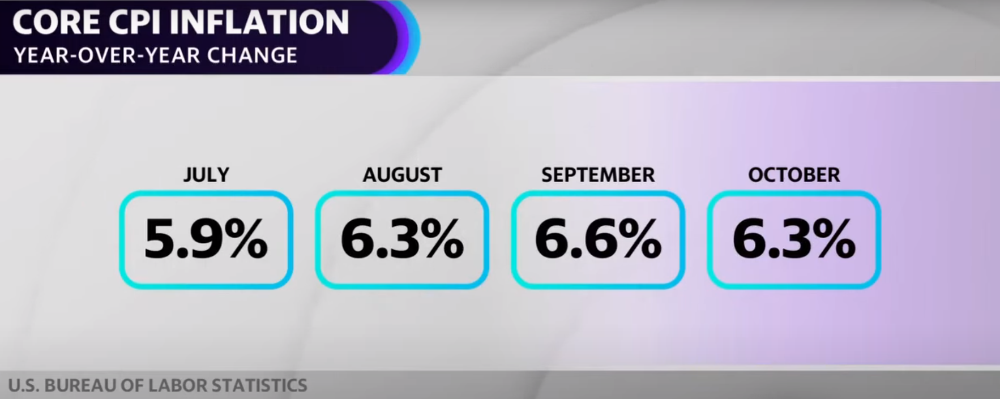 CORE CPI INFLATION
YEAR-OVER-YEAR CHANGE
JULY AUGUST SEPTEMBER OCTOBER
5.9% 6.3% 6.6% 6.3%
U.S. BUREAU OF LABOR STATISTICS